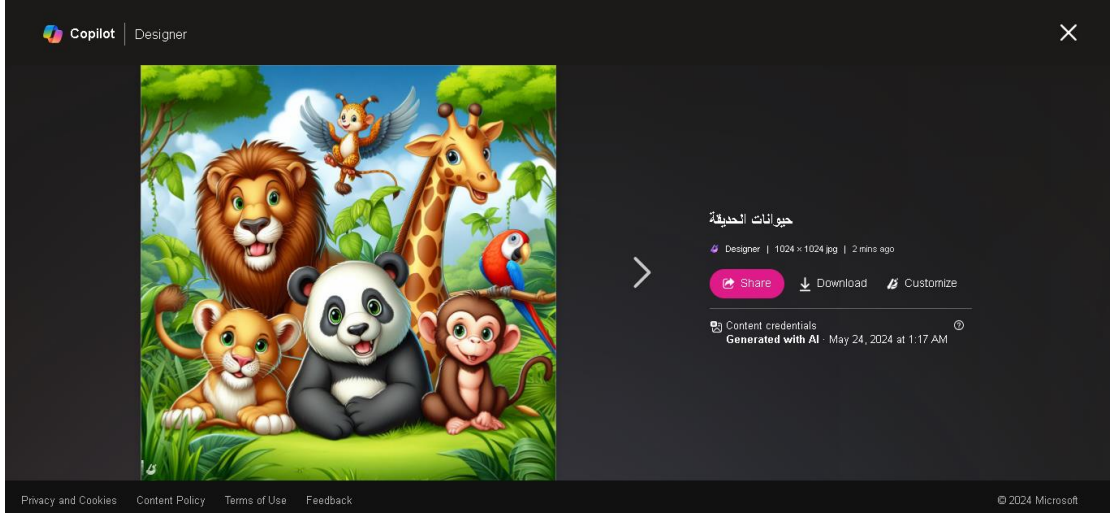 Copilot | Designer
حيوانات الحديقة
Designer | 1024 × 1024 jpg | 2 mins ago
Share Download Customize
Content credentials
Generated with AI · May 24, 2024 at 1:17 AM
Privacy and Cookies Content Policy Terms of Use Feedback © 2024 Microsoft